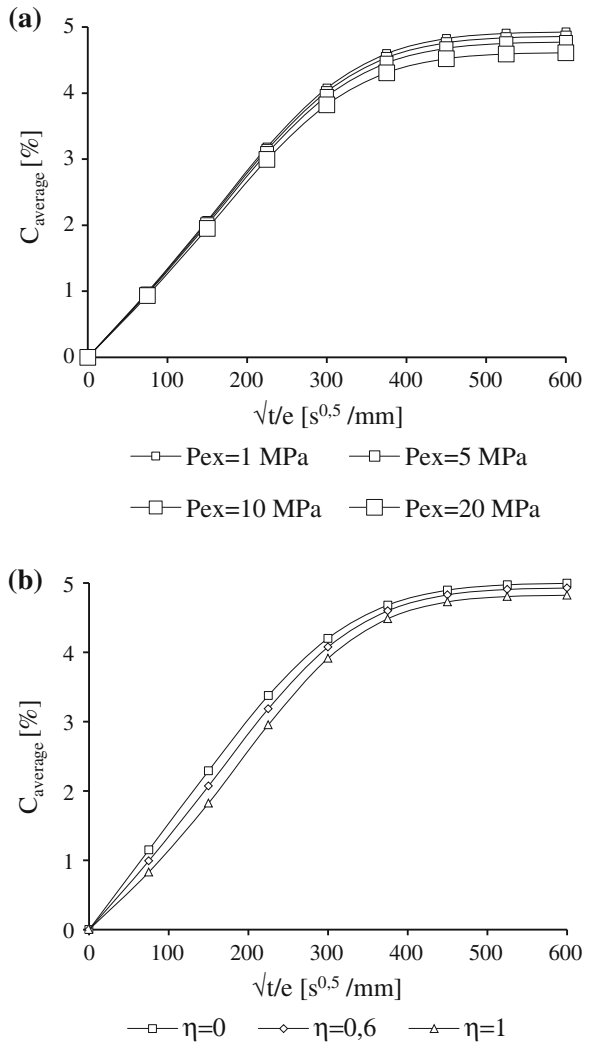 (a)
5
4
3
2
1
0
C_average [%]
0 100 200 300 400 500 600
√t/e [s^0,5 /mm]
Pex=1 MPa Pex=5 MPa
Pex=10 MPa Pex=20 MPa
(b)
5
4
3
2
1
0
C_average [%]
0 100 200 300 400 500 600
√t/e [s^0,5 /mm]
η=0 η=0,6 η=1